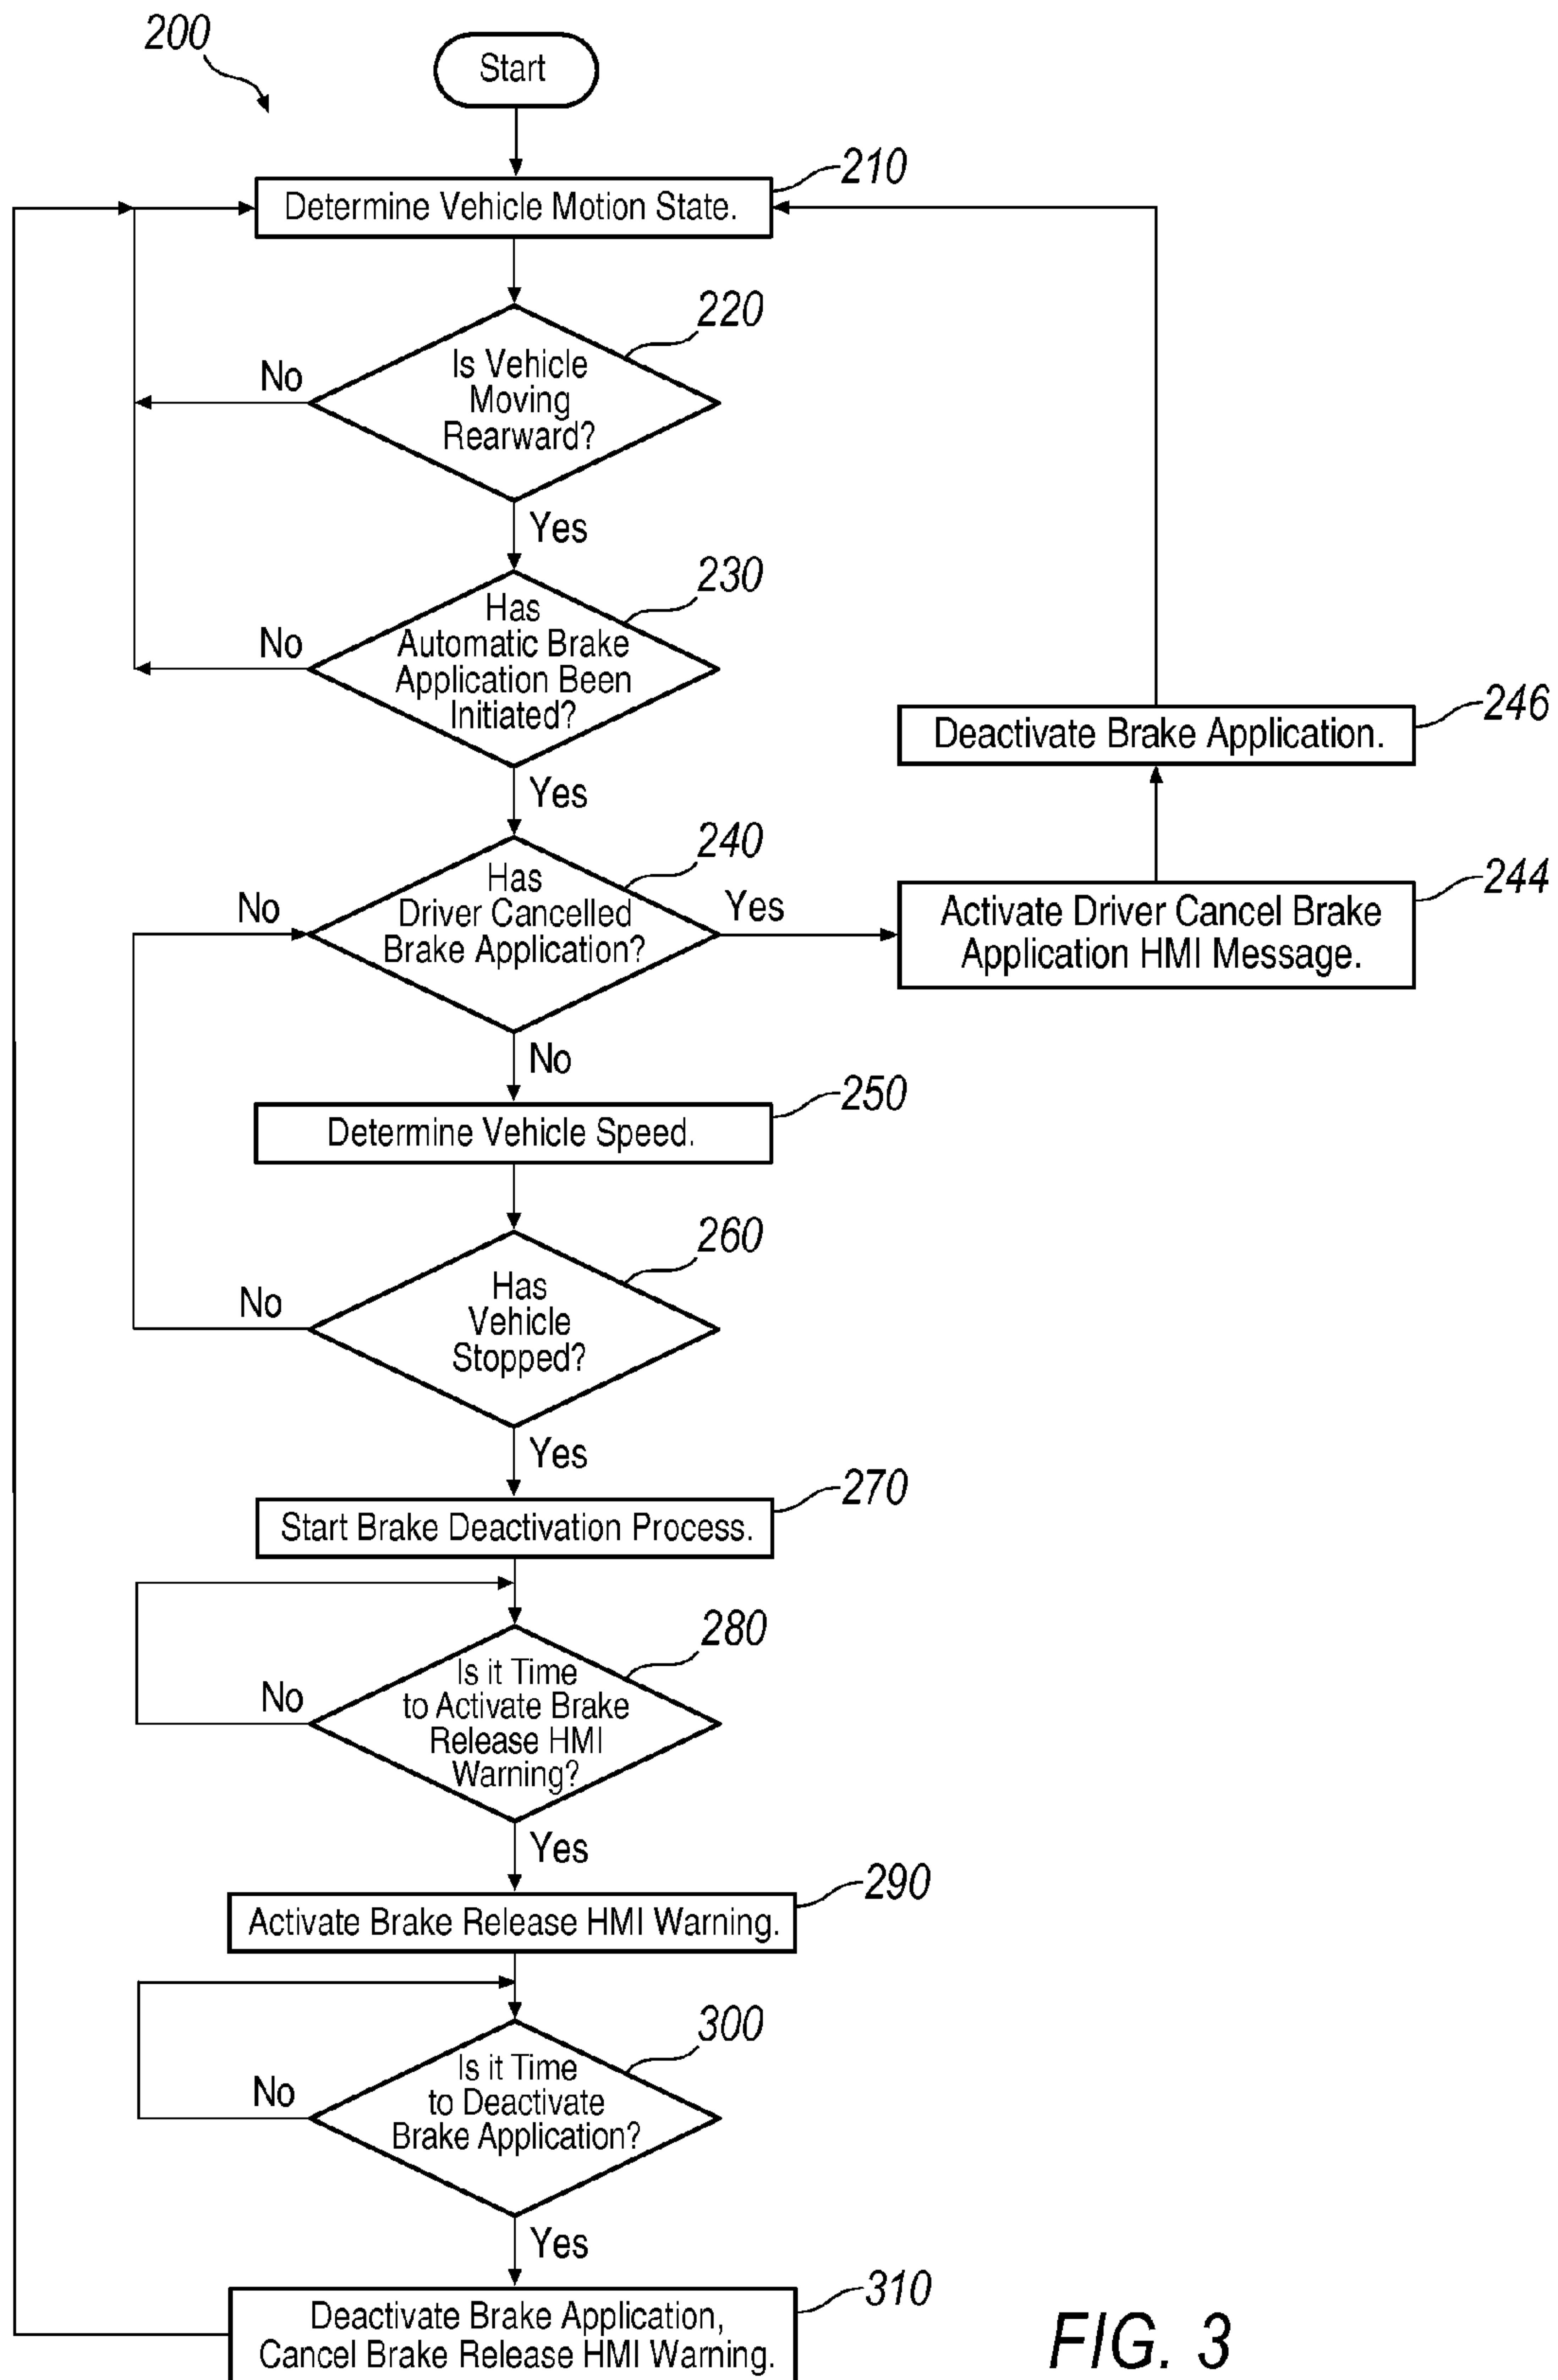 200
Start
210
Determine Vehicle Motion State.
220
Is Vehicle
Moving
Rearward?
No
Yes
230
Has
Automatic Brake
Application Been
Initiated?
No
Yes
246
Deactivate Brake Application.
240
Has
Driver Cancelled
Brake Application?
No
Yes
244
Activate Driver Cancel Brake
Application HMI Message.
No
250
Determine Vehicle Speed.
260
Has
Vehicle
Stopped?
No
Yes
270
Start Brake Deactivation Process.
280
Is it Time
to Activate Brake
Release HMI
Warning?
No
Yes
290
Activate Brake Release HMI Warning.
300
Is it Time
to Deactivate
Brake Application?
No
Yes
310
Deactivate Brake Application,
Cancel Brake Release HMI Warning.
FIG. 3